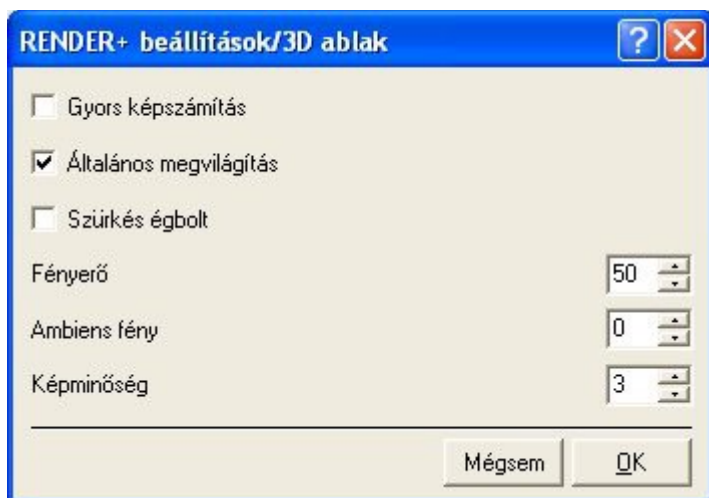 RENDER+ beállítások/3D ablak
Gyors képszámítás
Általános megvilágítás
Szürkés égbolt
Fényerő 50
Ambiens fény 0
Képminőség 3
Mégsem OK